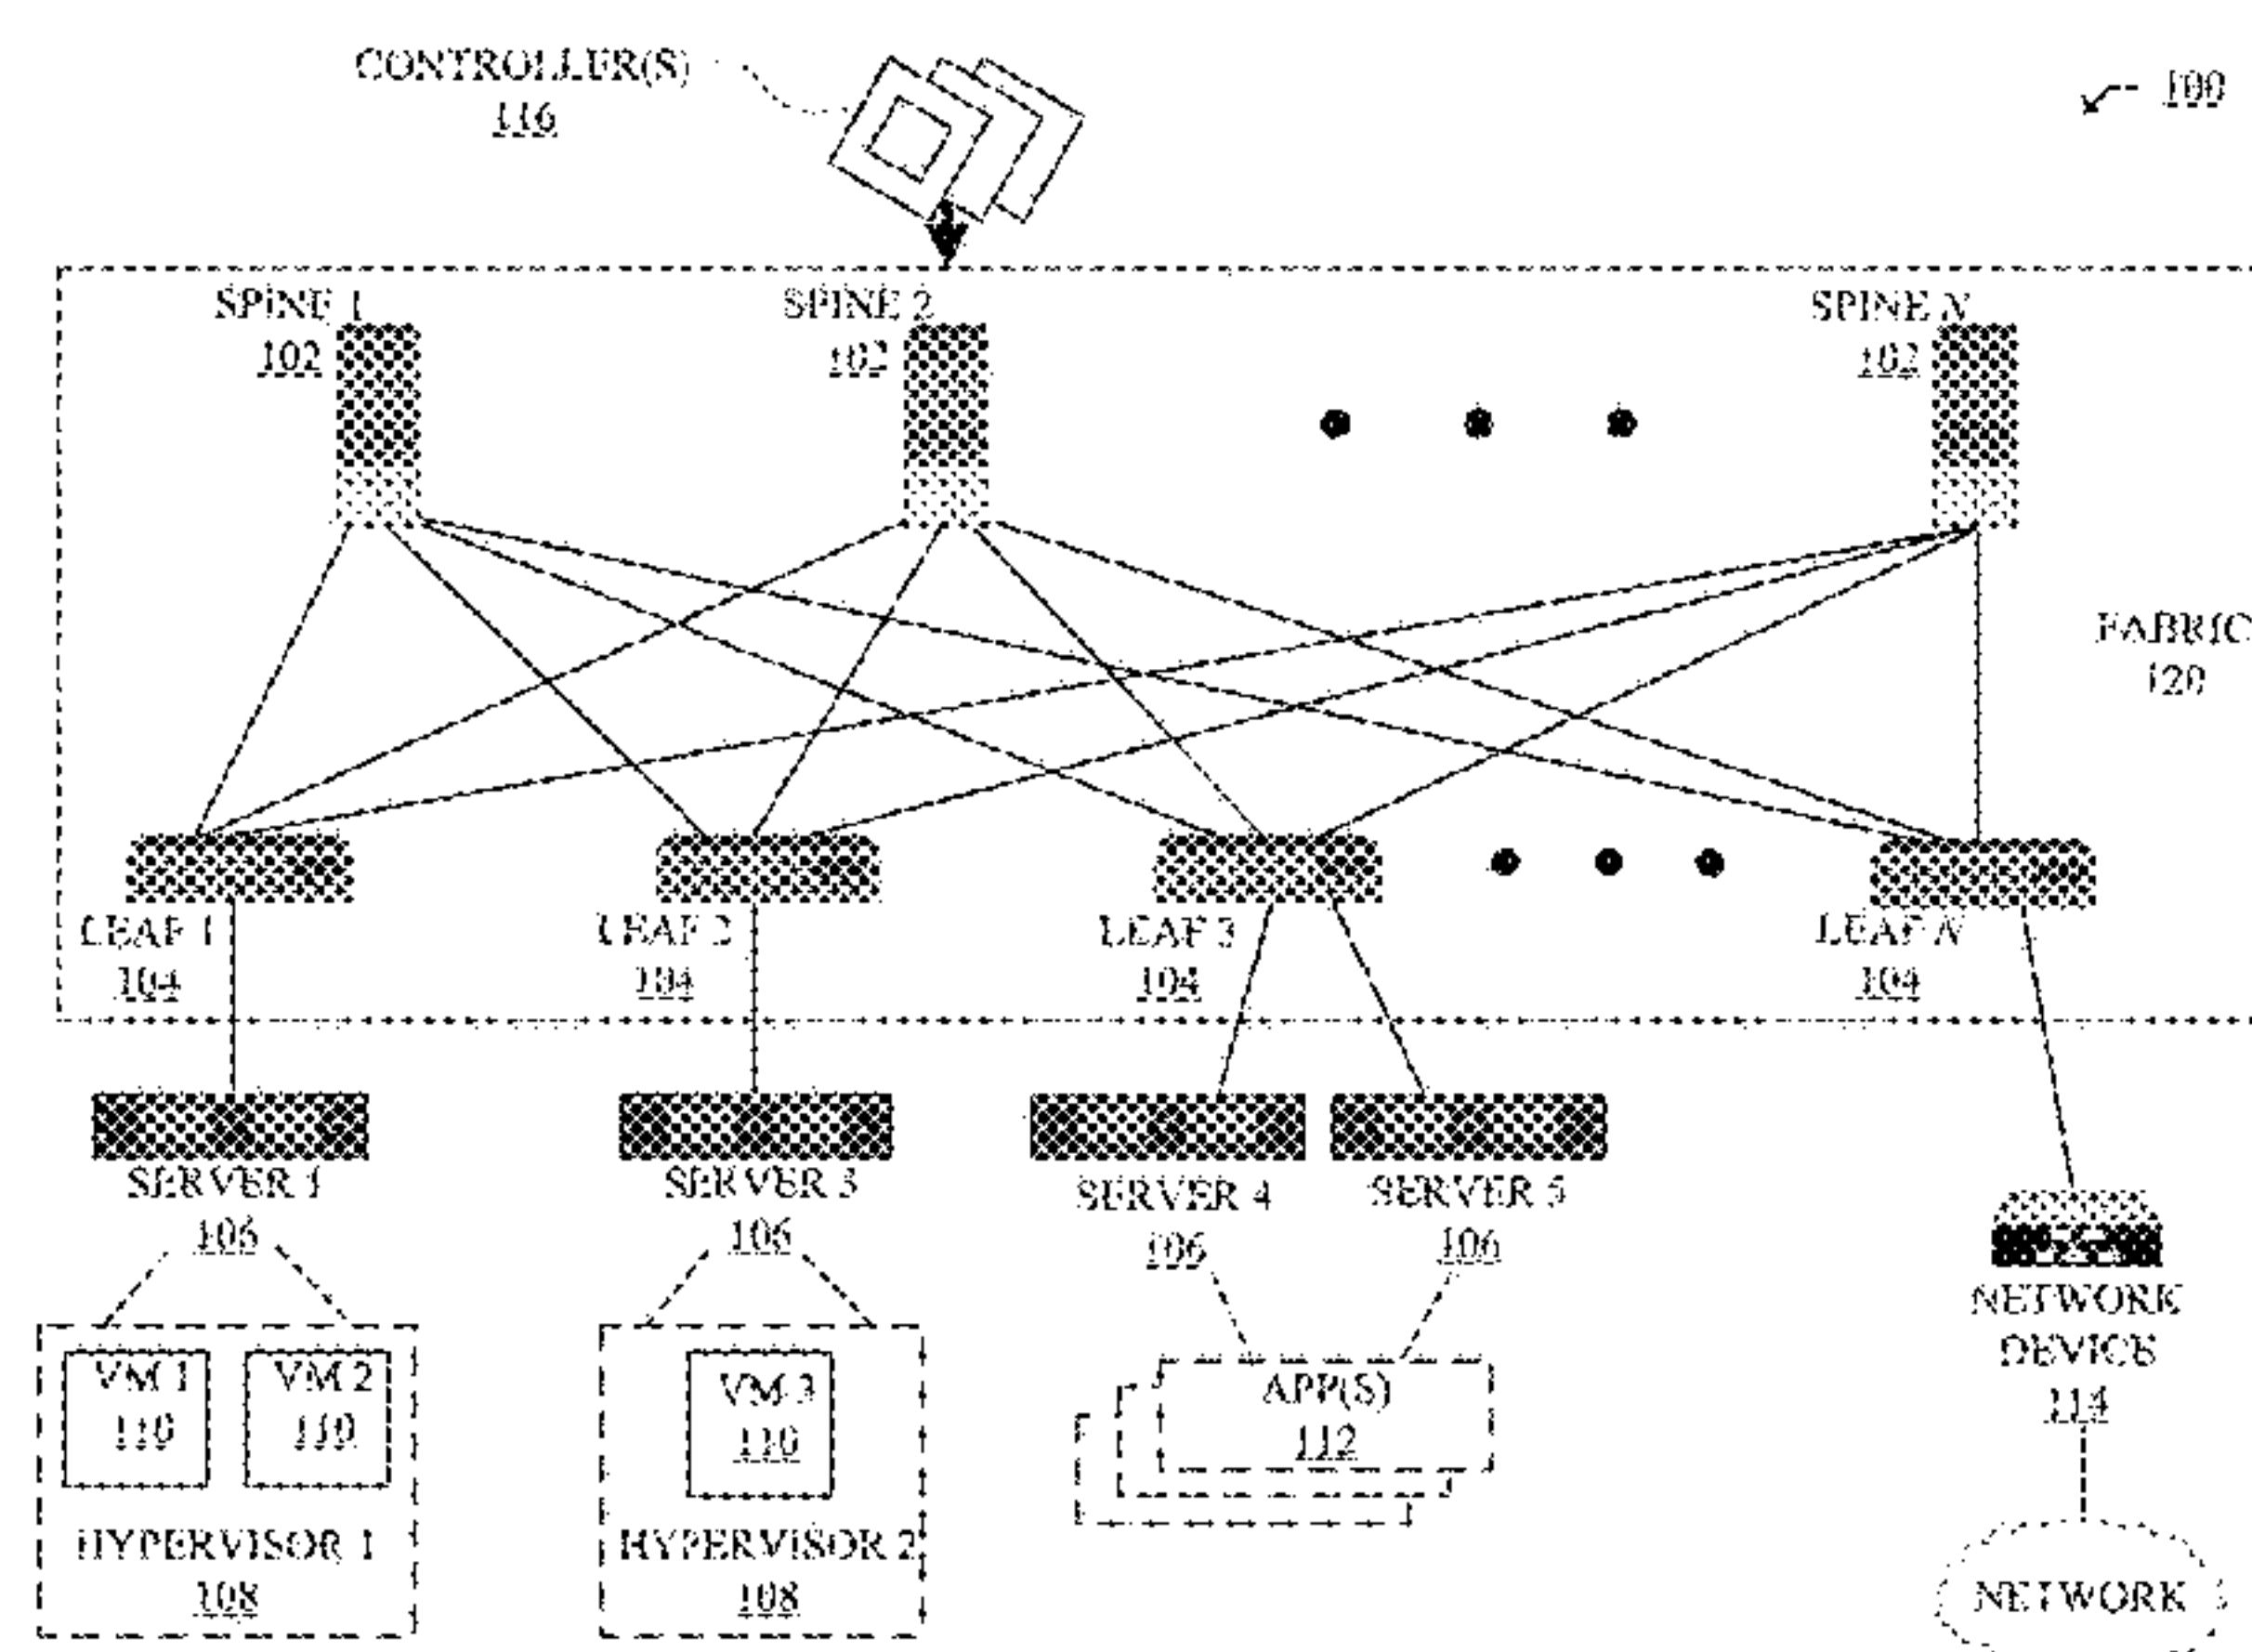 CONTROLLER(S)
116
100
SPINE 1
102
SPINE 2
102
SPINE N
102
FABRIC
120
LEAF 1
104
LEAF 2
104
LEAF 3
104
LEAF N
104
SERVER 1
106
SERVER 3
106
SERVER 4
106
SERVER 5
106
VM 1
110
VM 2
110
HYPERVISOR 1
108
VM 3
110
HYPERVISOR 2
108
APP(S)
112
NETWORK
DEVICE
114
NETWORK